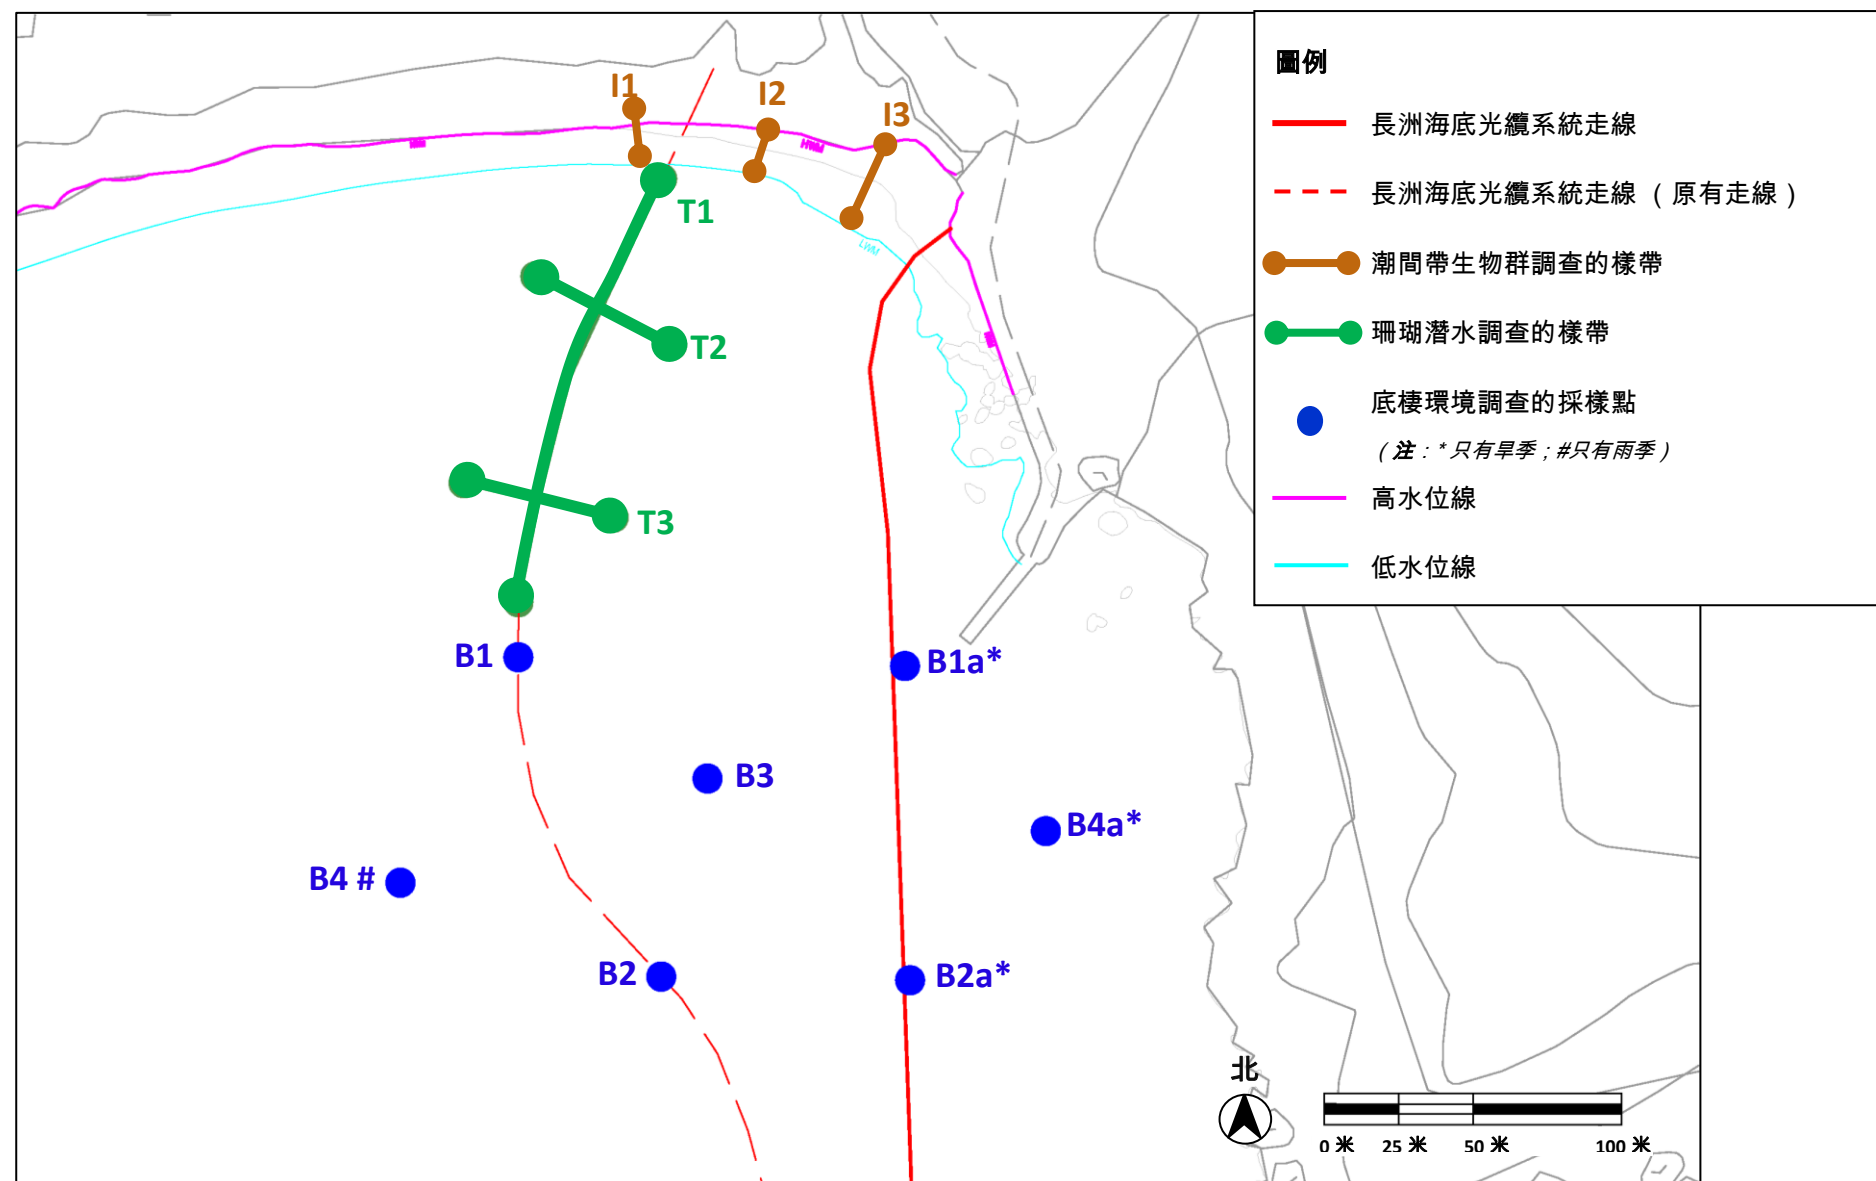 圖例
長洲海底光纜系統走線
長洲海底光纜系統走線 ( 原有走線 )
潮間帶生物群調查的樣帶
珊瑚潛水調查的樣帶
底棲環境調查的採樣點
( 注 : * 只有旱季 ; #只有雨季 )
高水位線
低水位線
I1
I2
I3
HWM
LWM
T1
T2
T3
B1
B1a*
B3
B4a*
B4 #
B2
B2a*
北
0 米 25 米 50 米 100 米